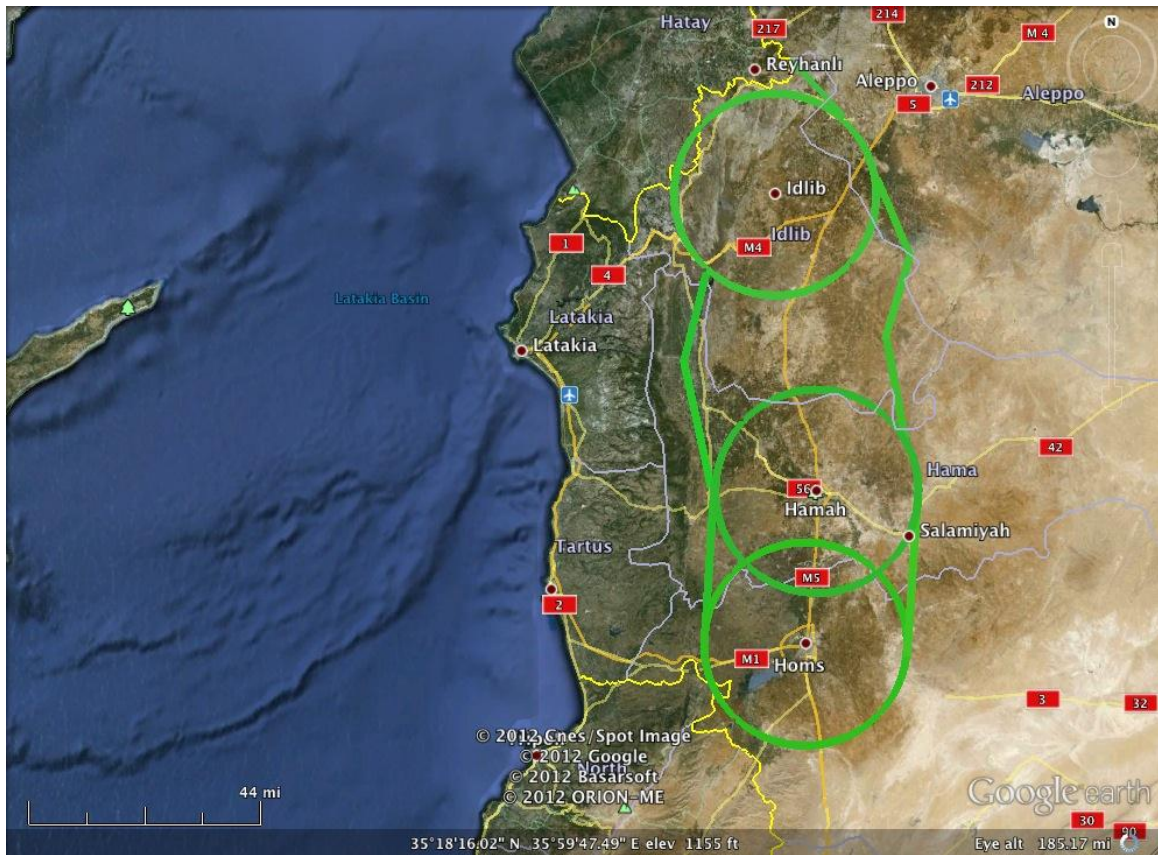 Hatay
217
214
M 4
N
Reyhanlı
Aleppo
212
Aleppo
5
Idlib
Idlib
M4
1
4
Latakia Basin
Latakia
Latakia
42
Hama
56
Hamah
Salamiyah
Tartus
M5
2
M1
Homs
3
32
© 2012 Cnes/Spot Image
© 2012 Google
North
© 2012 Basarsoft
© 2012 ORION-ME
44 mi
Google earth
30
90
35°18'16.02" N 35°59'47.49" E elev 1155 ft
Eye alt 185.17 mi